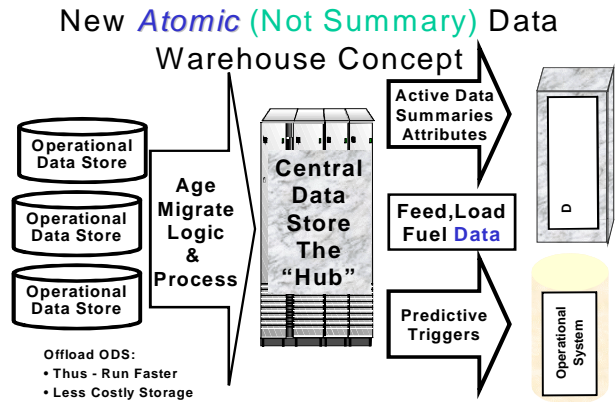 New Atomic (Not Summary) Data
Warehouse Concept
Operational
Data Store
Operational
Data Store
Operational
Data Store
Age
Migrate
Logic
&
Process
Central
Data
Store
The
“Hub”
Active Data
Summaries
Attributes
Feed,Load
Fuel Data
Predictive
Triggers
D
Operational
System
Offload ODS:
• Thus - Run Faster
• Less Costly Storage